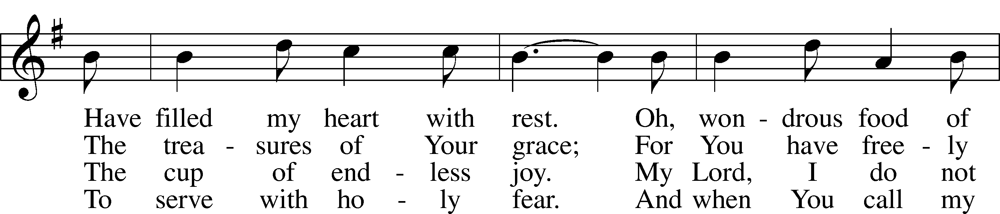 Have filled my heart with rest. Oh, won - drous food of
The trea - sures of Your grace; For You have free - ly
The cup of end - less joy. My Lord, I do not
To serve with ho - ly fear. And when You call my